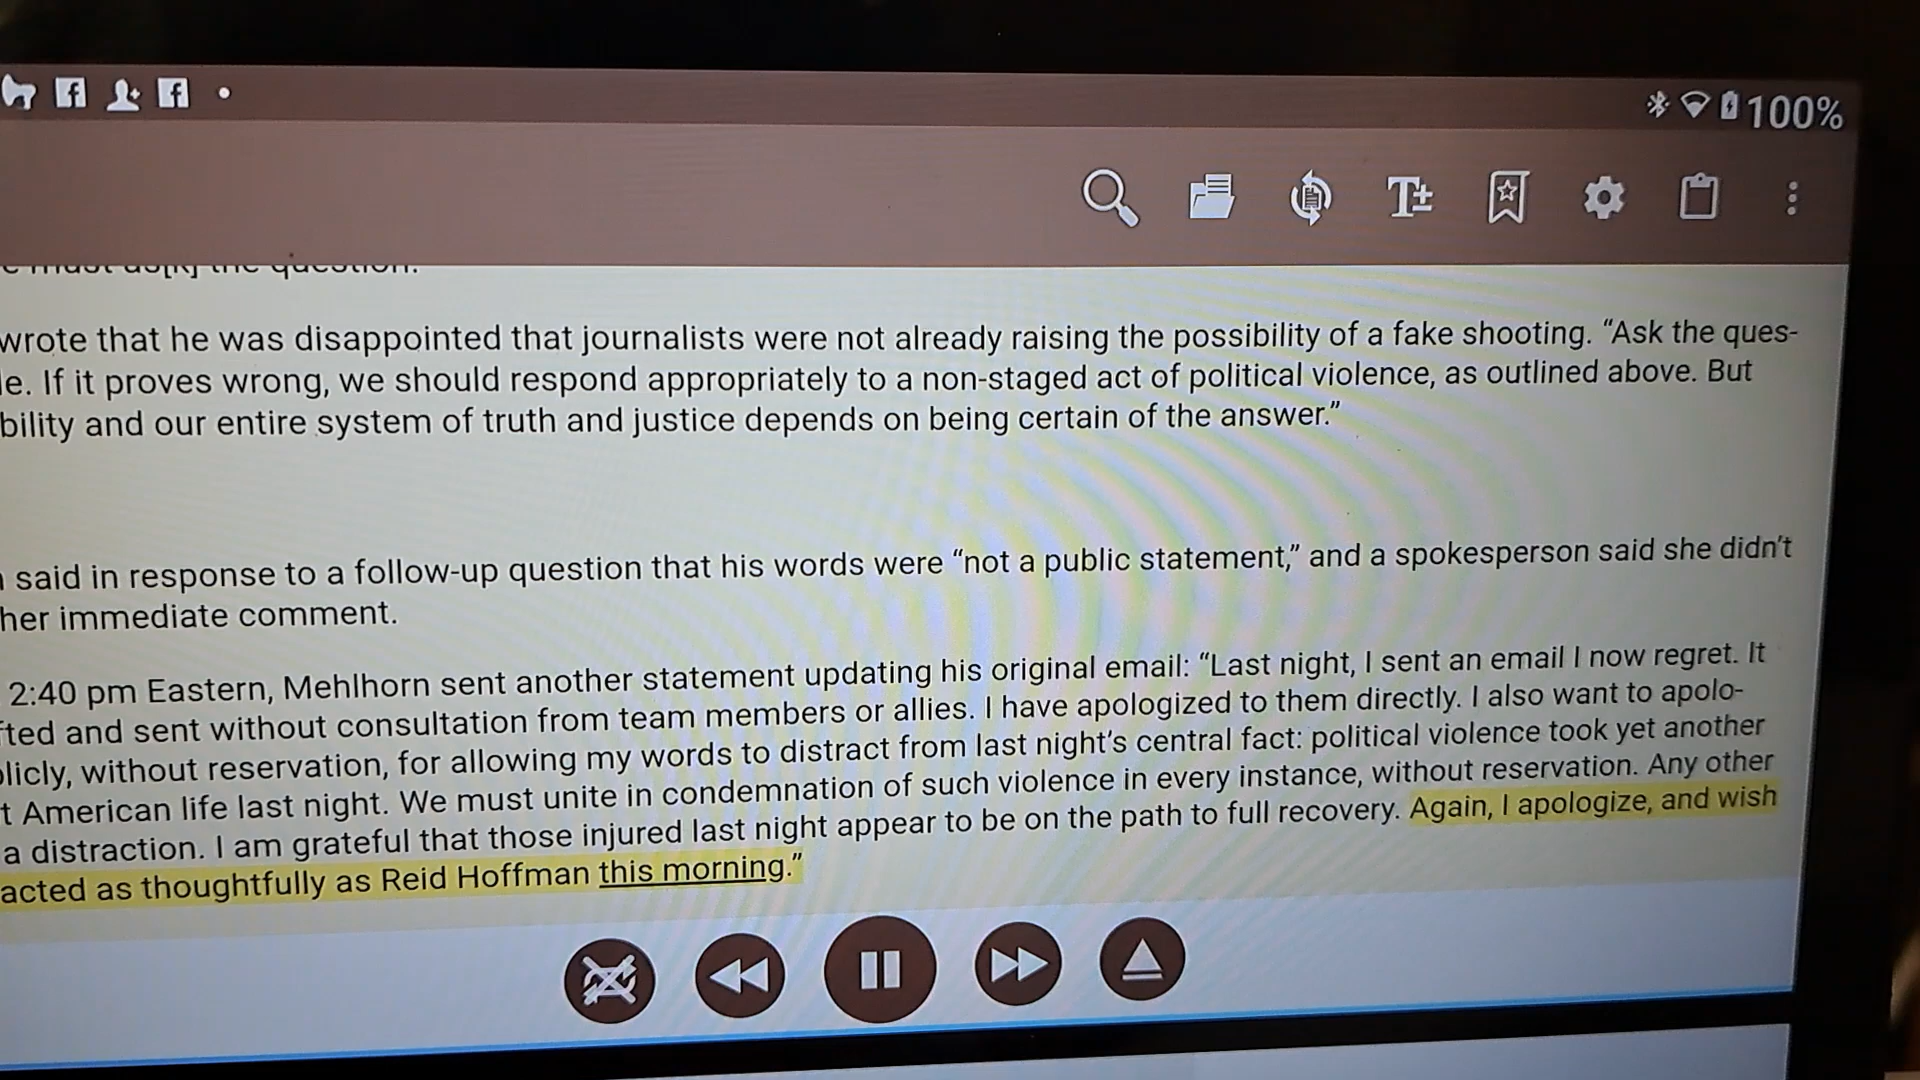 100%
the question.
wrote that he was disappointed that journalists were not already raising the possibility of a fake shooting. “Ask the ques-
le. If it proves wrong, we should respond appropriately to a non-staged act of political violence, as outlined above. But
bility and our entire system of truth and justice depends on being certain of the answer.”
said in response to a follow-up question that his words were “not a public statement,” and a spokesperson said she didn’t
her immediate comment.
2:40 pm Eastern, Mehlhorn sent another statement updating his original email: “Last night, I sent an email I now regret. It
fted and sent without consultation from team members or allies. I have apologized to them directly. I also want to apolo-
blicly, without reservation, for allowing my words to distract from last night’s central fact: political violence took yet another
t American life last night. We must unite in condemnation of such violence in every instance, without reservation. Any other
a distraction. I am grateful that those injured last night appear to be on the path to full recovery. Again, I apologize, and wish
acted as thoughtfully as Reid Hoffman this morning.”